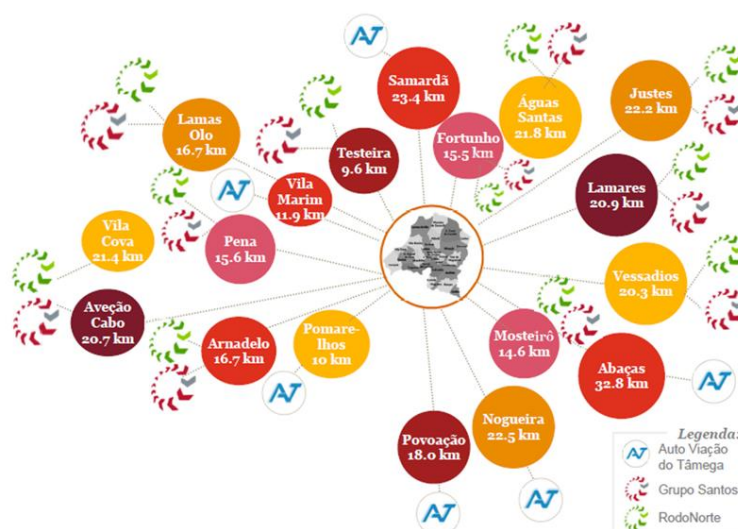 Samardã
23.4 km
Águas
Santas
21.8 km
Justes
22.2 km
Lamas
Olo
16.7 km
Testeira
9.6 km
Fortunho
15.5 km
Lamares
20.9 km
Vila
Marim
11.9 km
Vila
Cova
21.4 km
Pena
15.6 km
Vessadios
20.3 km
Aveção
Cabo
20.7 km
Arnadelo
16.7 km
Pomare-
lhos
10 km
Mosteirô
14.6 km
Abaças
32.8 km
Povoação
18.0 km
Nogueira
22.5 km
Legenda:
Auto Viação
do Tâmega
Grupo Santos
RodoNorte